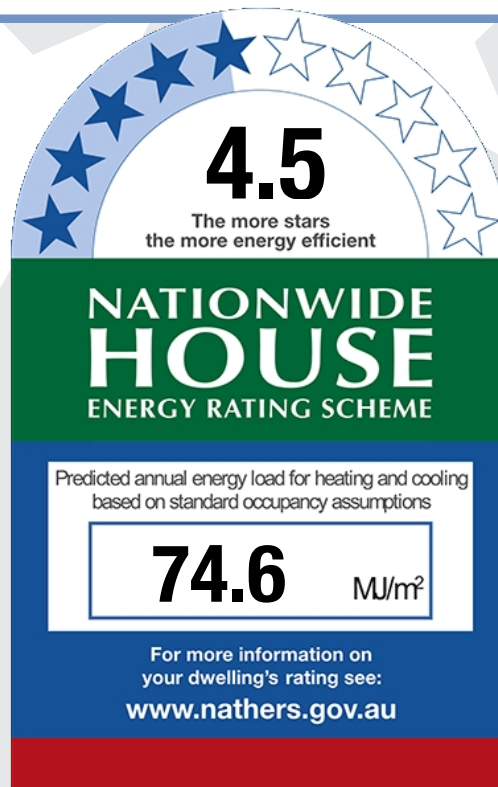 4.5
The more stars
the more energy efficient
NATIONWIDE
HOUSE
ENERGY RATING SCHEME
Predicted annual energy load for heating and cooling
based on standard occupancy assumptions
74.6 MJ/m²
For more information on
your dwelling's rating see:
www.nathers.gov.au